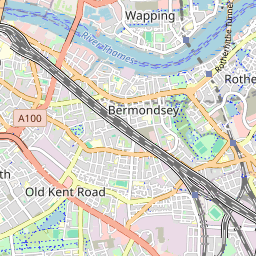 Wapping
River Thames
Rotherhithe Tunnel
Rothe
Bermondsey
A100
th
Old Kent Road